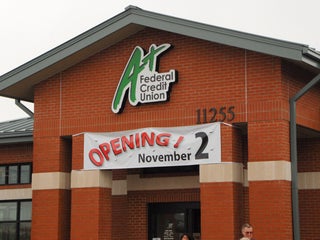 A+
Federal
Credit
Union
11255
OPENING!
November 2